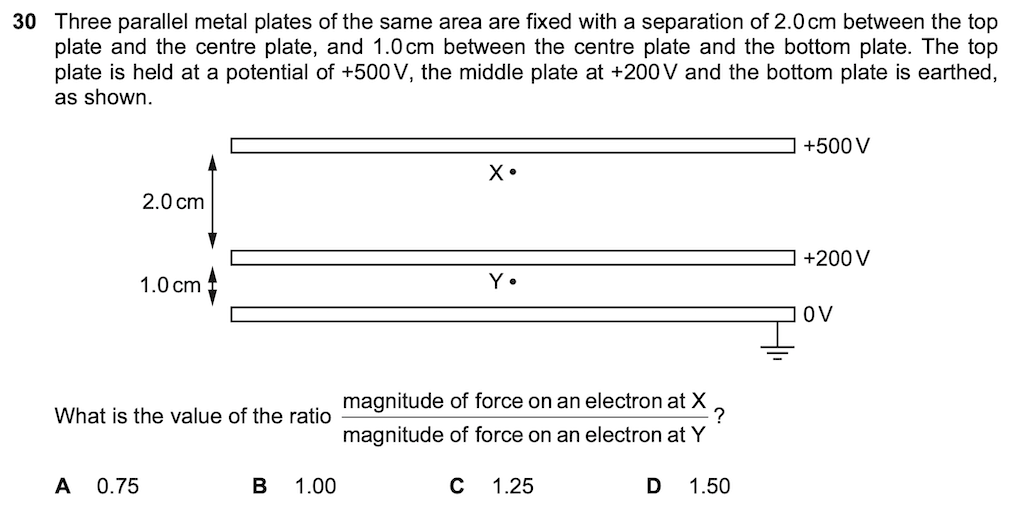 30 Three parallel metal plates of the same area are fixed with a separation of 2.0 cm between the top
plate and the centre plate, and 1.0 cm between the centre plate and the bottom plate. The top
plate is held at a potential of +500 V, the middle plate at +200 V and the bottom plate is earthed,
as shown.
+500 V
X
2.0 cm
+200 V
Y
1.0 cm
0 V
What is the value of the ratio
magnitude of force on an electron at X
magnitude of force on an electron at Y
?
A 0.75 B 1.00 C 1.25 D 1.50